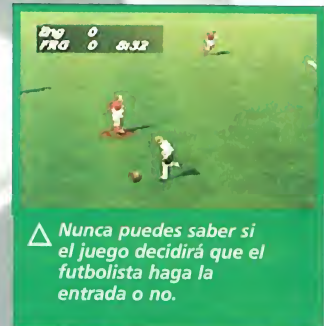 Eng 0
FRG 0 8:32
Nunca puedes saber si
el juego decidirá que el
futbolista haga la
entrada o no.